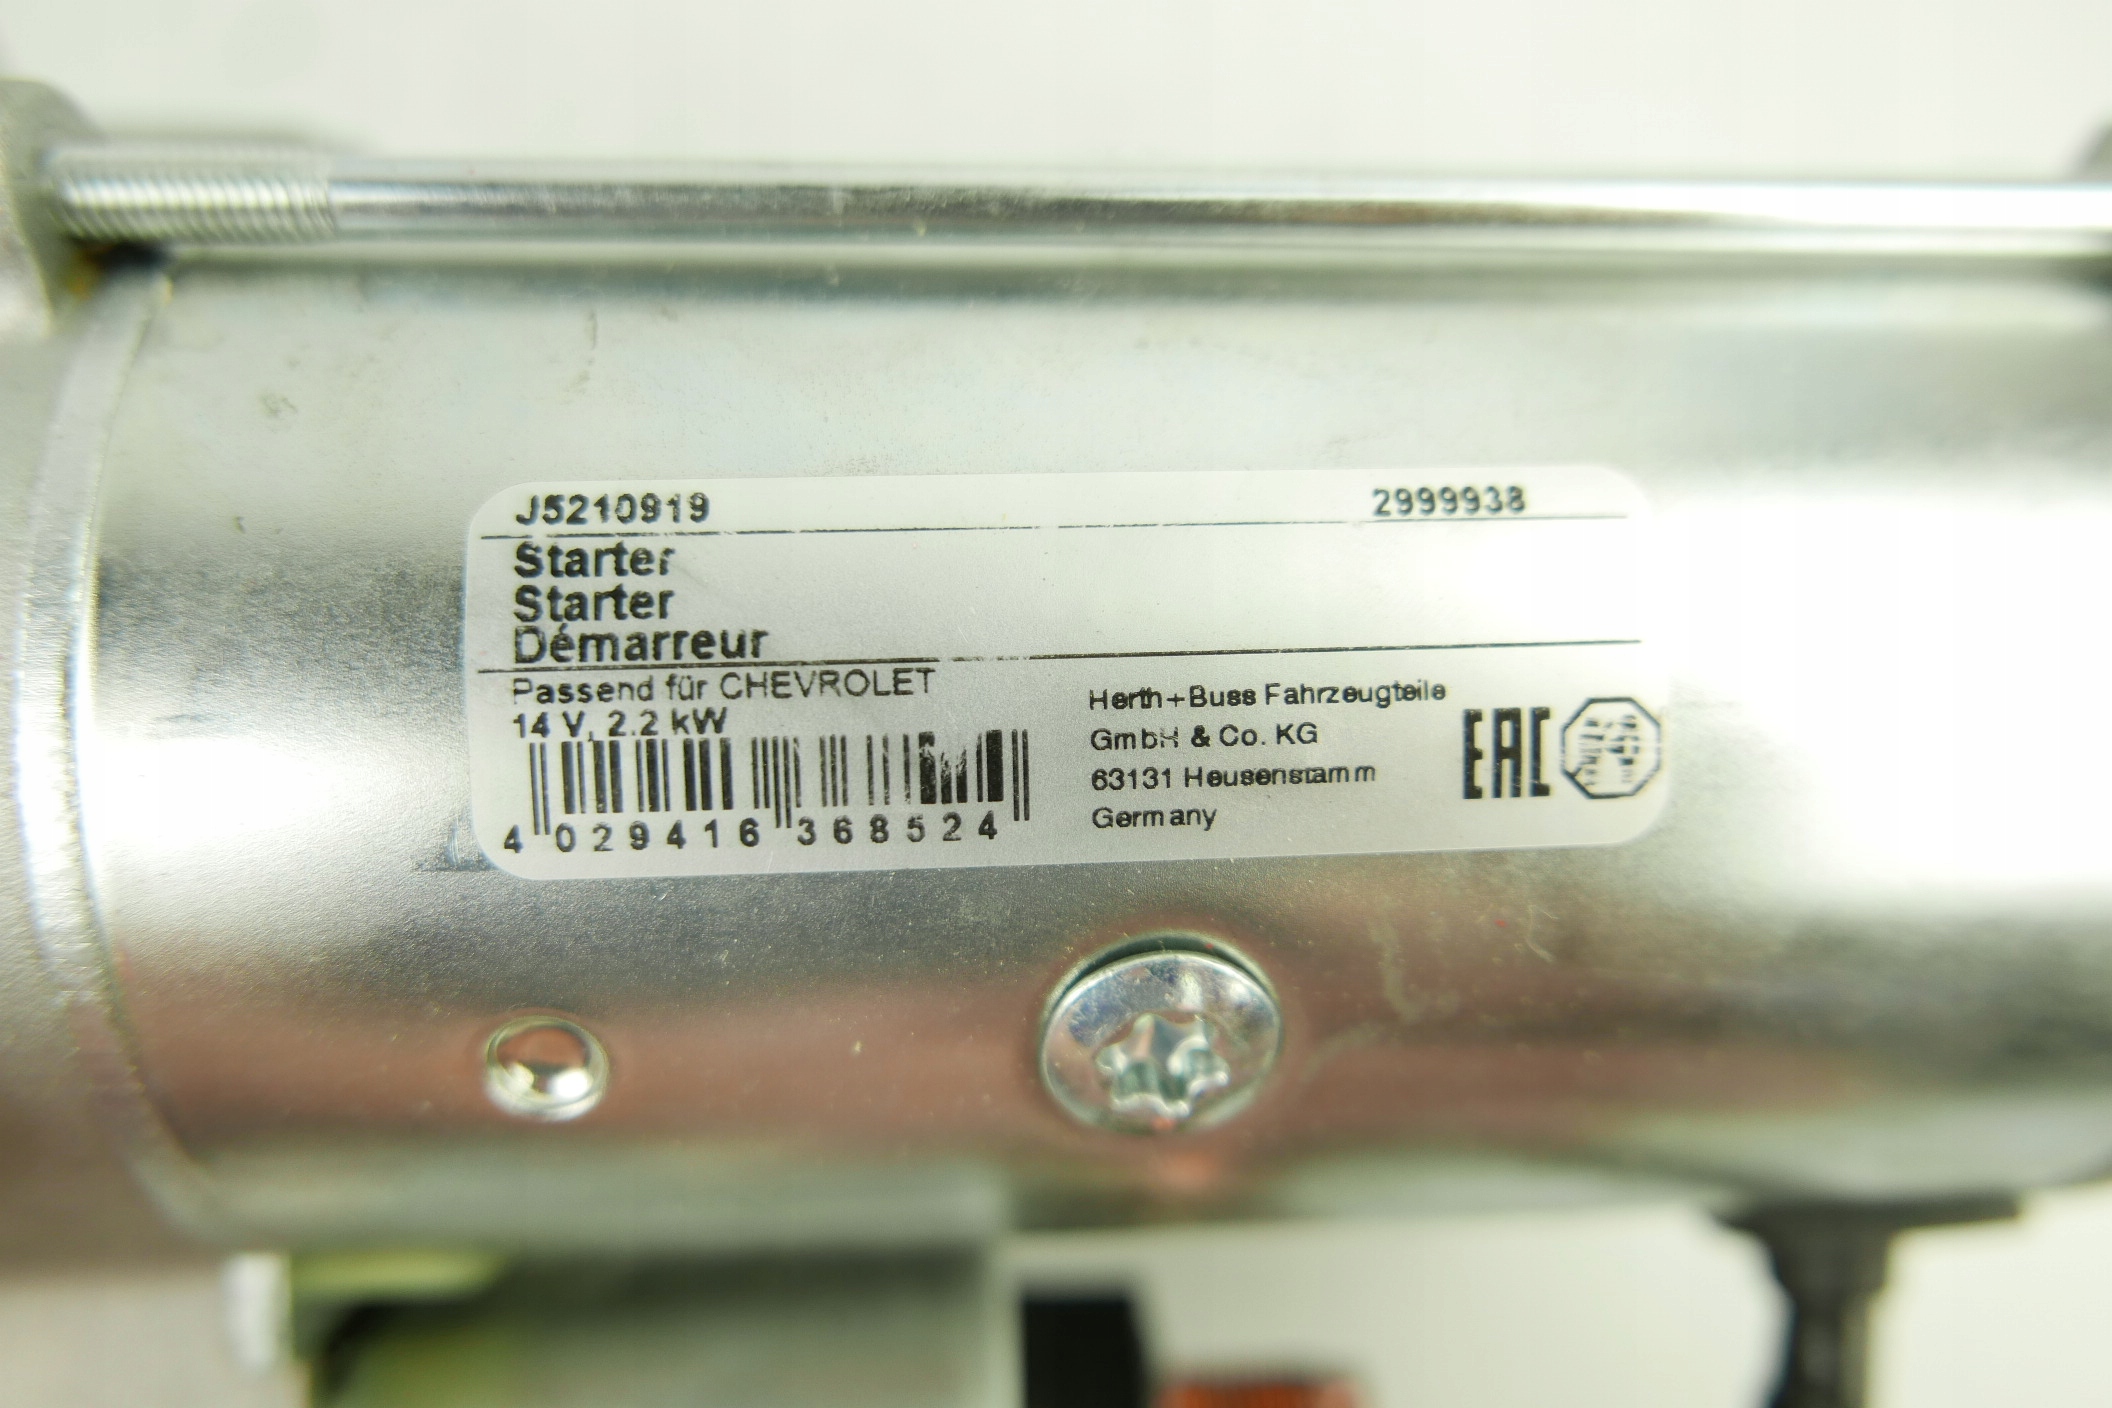 J5210919 2999938
Starter
Starter
Démarreur
Passend für CHEVROLET
14 V, 2.2 kW
4 029416 368524
Herth+Buss Fahrzeugteile
GmbH & Co. KG
63131 Heusenstamm
Germany
EAC